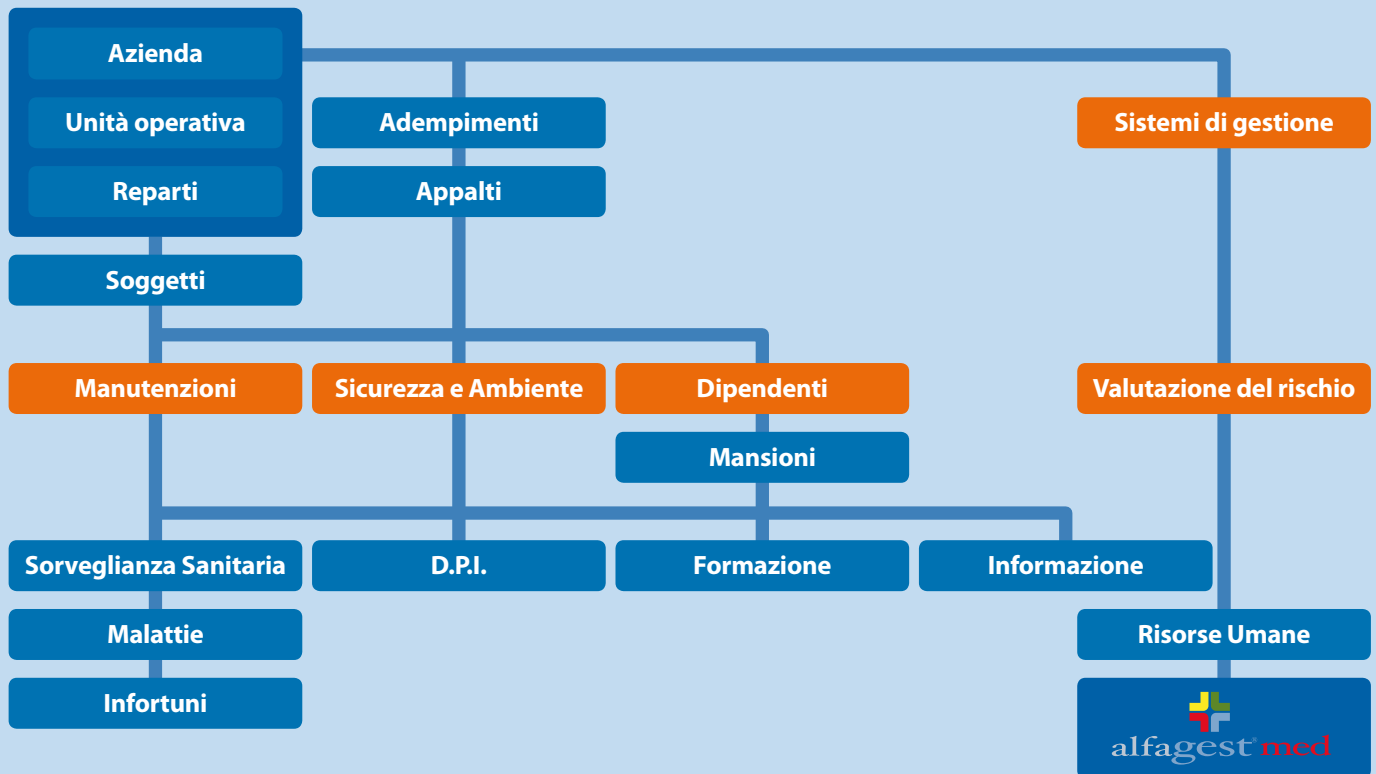 Azienda
Unità operativa
Adempimenti
Sistemi di gestione
Reparti
Appalti
Soggetti
Manutenzioni
Sicurezza e Ambiente
Dipendenti
Valutazione del rischio
Mansioni
Sorveglianza Sanitaria
D.P.I.
Formazione
Informazione
Malattie
Risorse Umane
Infortuni
alfagest® med